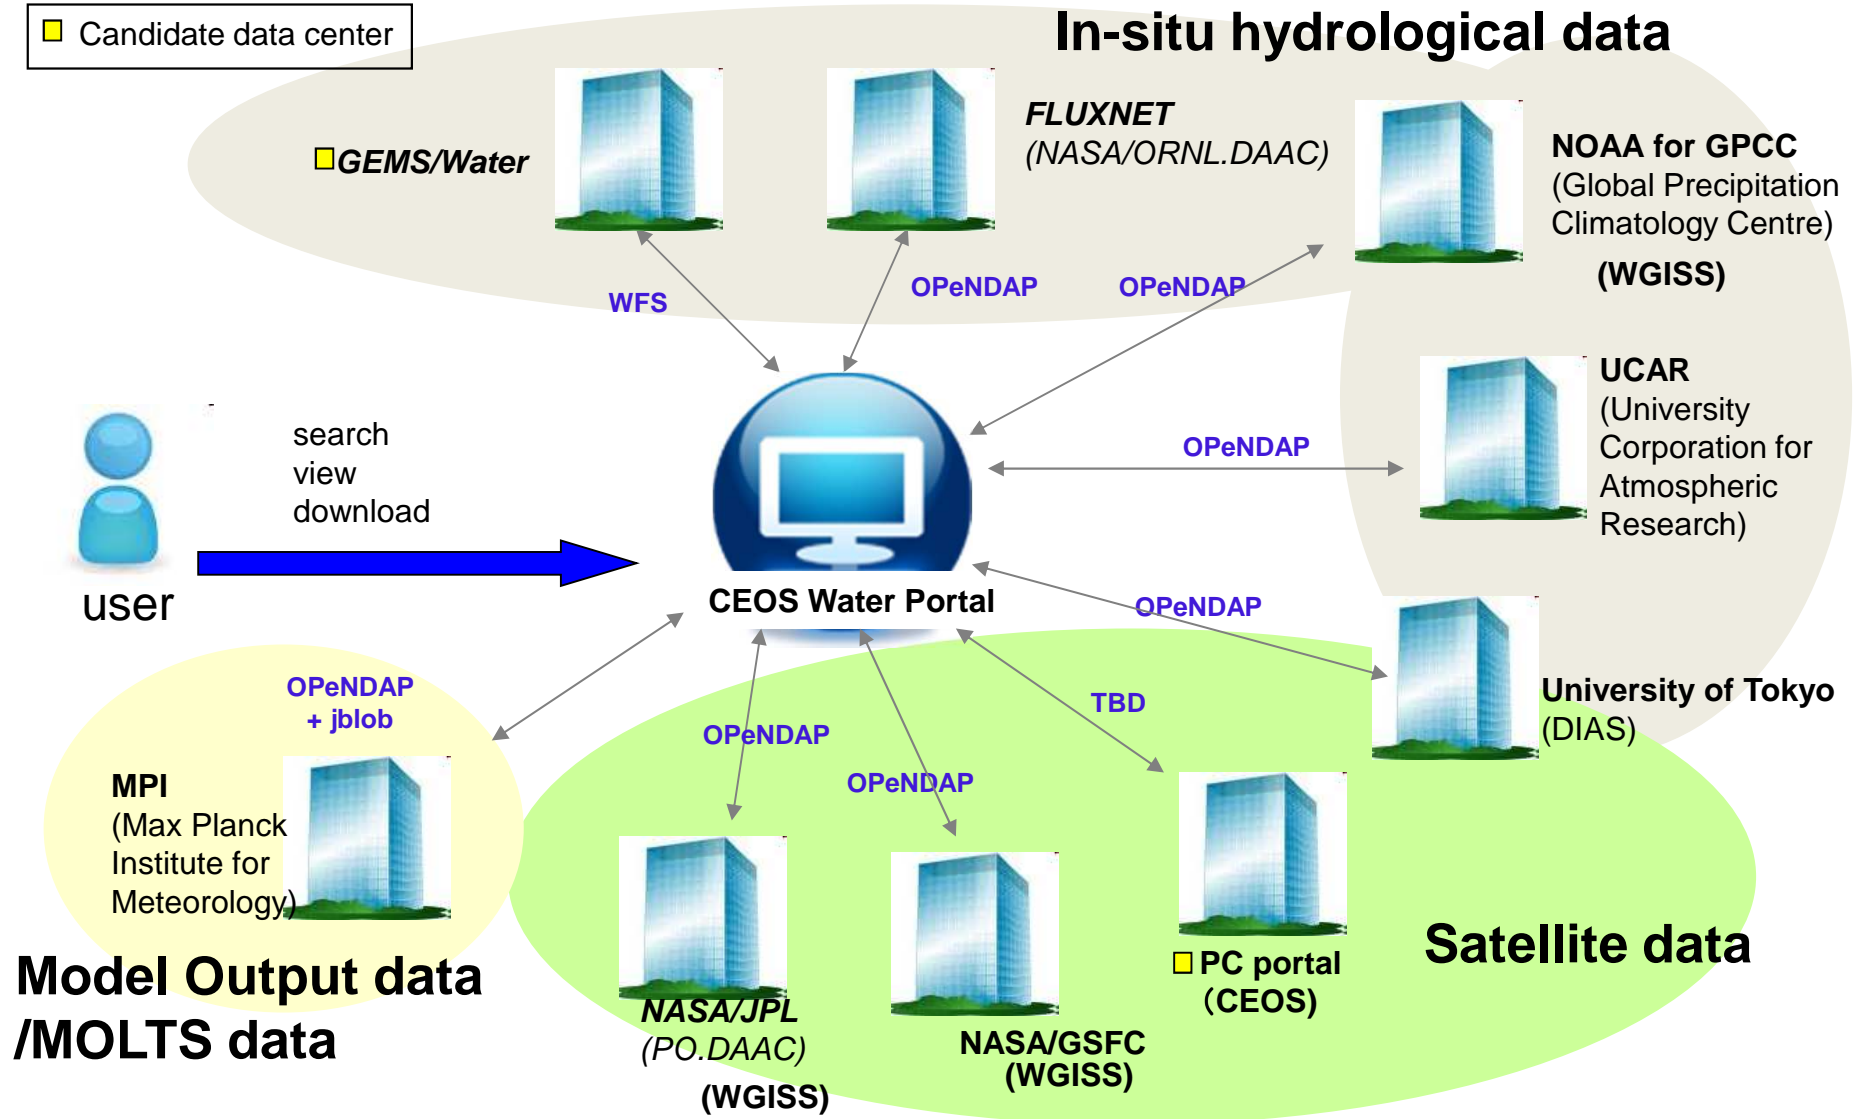 Candidate data center
In-situ hydrological data
GEMS/Water
FLUXNET
(NASA/ORNL.DAAC)
NOAA for GPCC
(Global Precipitation
Climatology Centre)
(WGISS)
WFS
OPeNDAP
OPeNDAP
UCAR
(University
Corporation for
Atmospheric
Research)
OPeNDAP
search
view
download
user
CEOS Water Portal
OPeNDAP
University of Tokyo
(DIAS)
OPeNDAP
+ jblob
MPI
(Max Planck
Institute for
Meteorology)
Model Output data
/MOLTS data
OPeNDAP
OPeNDAP
TBD
NASA/JPL
(PO.DAAC)
(WGISS)
NASA/GSFC
(WGISS)
PC portal
(CEOS)
Satellite data